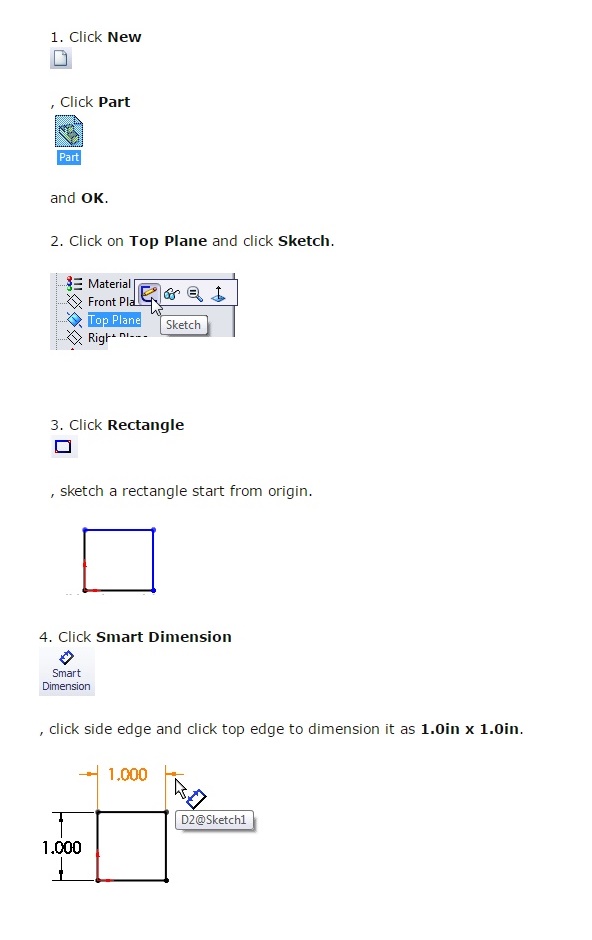 1. Click New
, Click Part
Part
and OK.
2. Click on Top Plane and click Sketch.
Material
Front Pla
Top Plane
Sketch
Right Plane
3. Click Rectangle
, sketch a rectangle start from origin.
4. Click Smart Dimension
Smart
Dimension
, click side edge and click top edge to dimension it as 1.0in x 1.0in.
1.000
D2@Sketch1
1.000